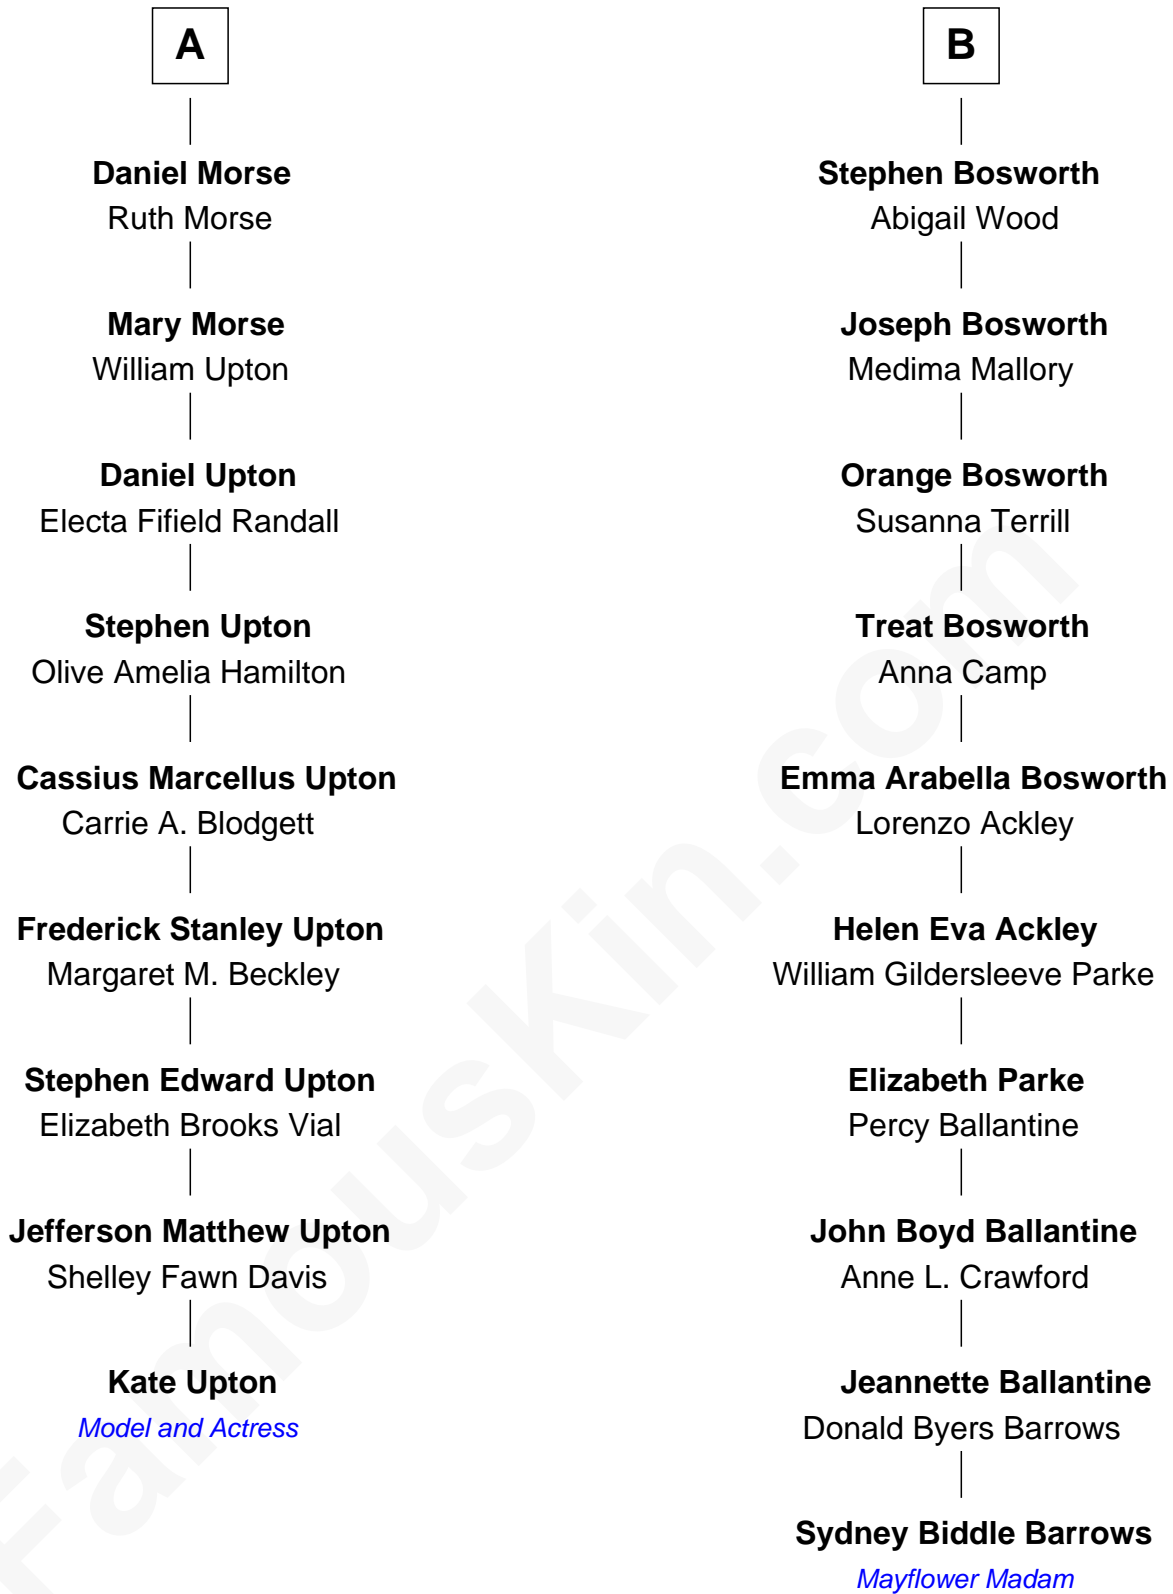 A
Daniel Morse
Ruth Morse
Mary Morse
William Upton
Daniel Upton
Electa Fifield Randall
Stephen Upton
Olive Amelia Hamilton
Cassius Marcellus Upton
Carrie A. Blodgett
Frederick Stanley Upton
Margaret M. Beckley
Stephen Edward Upton
Elizabeth Brooks Vial
Jefferson Matthew Upton
Shelley Fawn Davis
Kate Upton
Model and Actress
B
Stephen Bosworth
Abigail Wood
Joseph Bosworth
Medima Mallory
Orange Bosworth
Susanna Terrill
Treat Bosworth
Anna Camp
Emma Arabella Bosworth
Lorenzo Ackley
Helen Eva Ackley
William Gildersleeve Parke
Elizabeth Parke
Percy Ballantine
John Boyd Ballantine
Anne L. Crawford
Jeannette Ballantine
Donald Byers Barrows
Sydney Biddle Barrows
Mayflower Madam
FamousKin.com